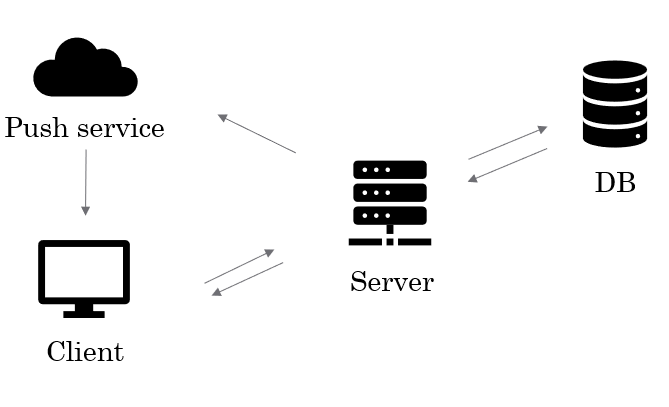 Push service
DB
Server
Client